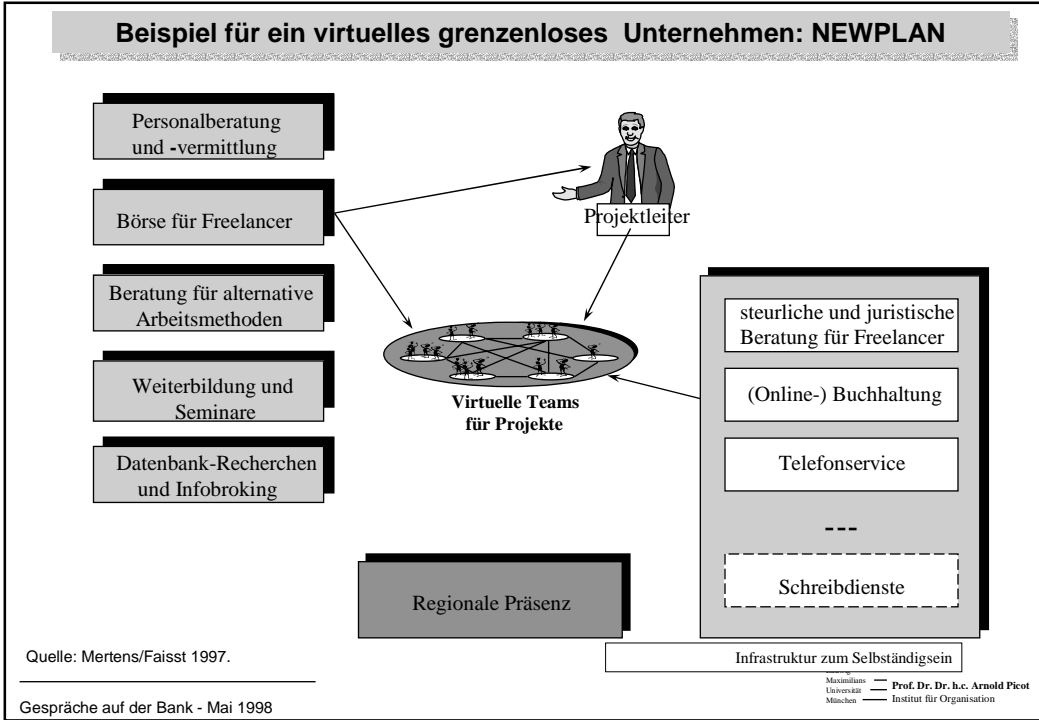 Beispiel für ein virtuelles grenzenloses Unternehmen: NEWPLAN
Personalberatung
und -vermittlung
Börse für Freelancer
Beratung für alternative
Arbeitsmethoden
Weiterbildung und
Seminare
Datenbank-Recherchen
und Infobroking
Projektleiter
Virtuelle Teams
für Projekte
Regionale Präsenz
steurliche und juristische
Beratung für Freelancer
(Online-) Buchhaltung
Telefonservice
---
Schreibdienste
Infrastruktur zum Selbständigsein
Quelle: Mertens/Faisst 1997.
Gespräche auf der Bank - Mai 1998
Maximilians
Universität
München
Prof. Dr. Dr. h.c. Arnold Picot
Institut für Organisation